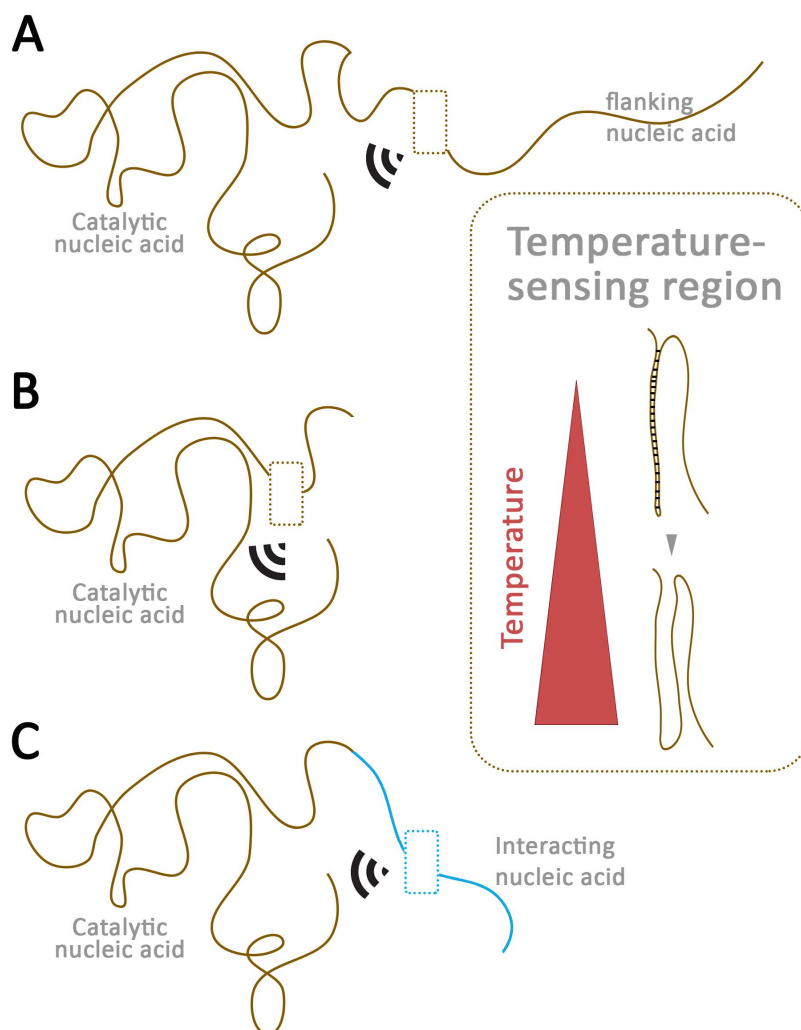 A
flanking
nucleic acid
Catalytic
nucleic acid
Temperature-
sensing region
B
Temperature
Catalytic
nucleic acid
C
Interacting
nucleic acid
Catalytic
nucleic acid